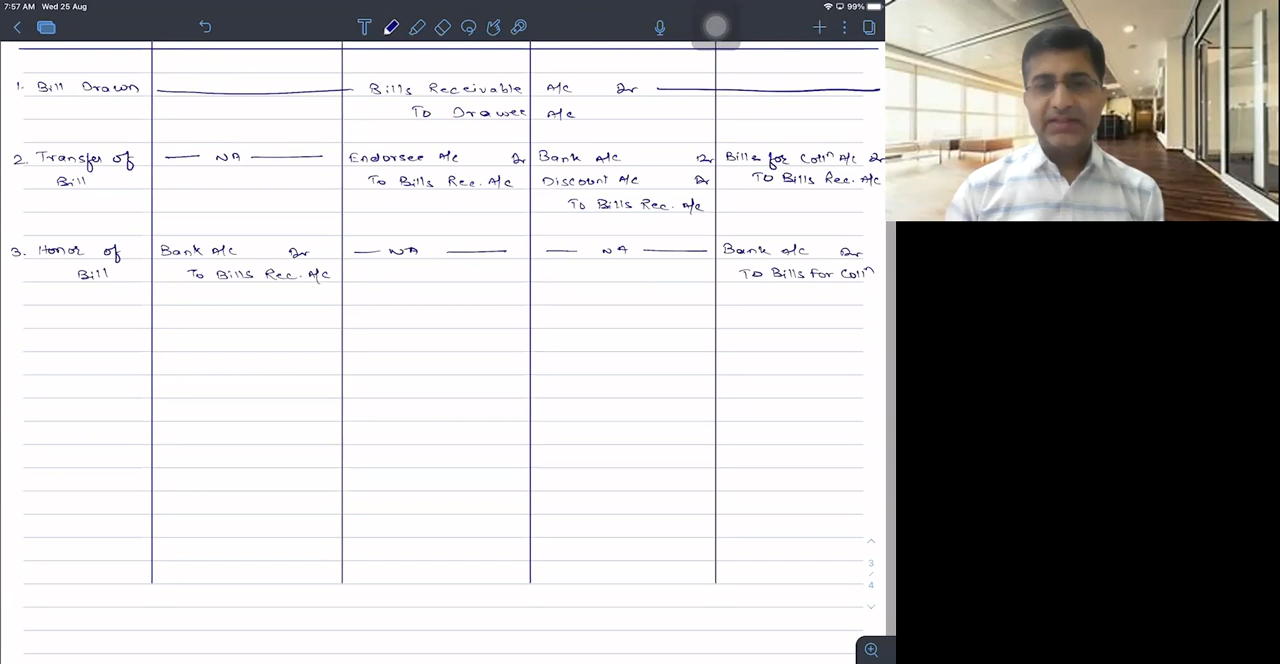 7:57 AM Wed 25 Aug
99%
1. Bill Drawn Bills Receivable A/c Dr
To Drawee A/c
2. Transfer of NA Endorsee A/c Dr Bank A/c Dr Bills for Collⁿ A/c Dr
Bill To Bills Rec. A/c Discount A/c Dr To Bills Rec. A/c
To Bills Rec. A/c
3. Honor of Bank A/c Dr NA NA Bank A/c Dr
Bill To Bills Rec. A/c To Bills for Collⁿ
3
/
4